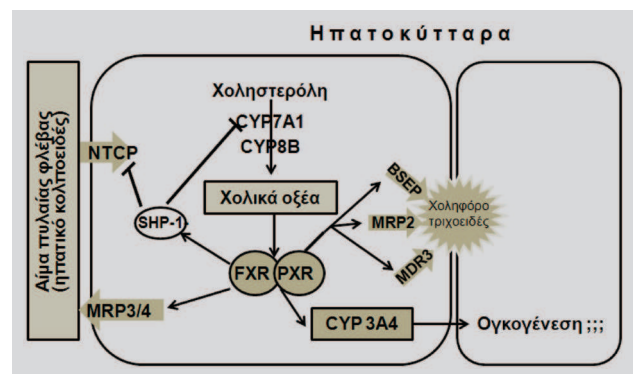 Ηπατοκύτταρα
Αίμα πυλαίας φλέβας
(ηπατικό κολποειδές)
Χοληστερόλη
CYP7A1
CYP8B
NTCP
Χολικά οξέα
SHP-1
FXR
PXR
BSEP
MRP2
MDR3
Χοληφόρο
τριχοειδές
MRP3/4
CYP 3A4
Ογκογένεση ;;;